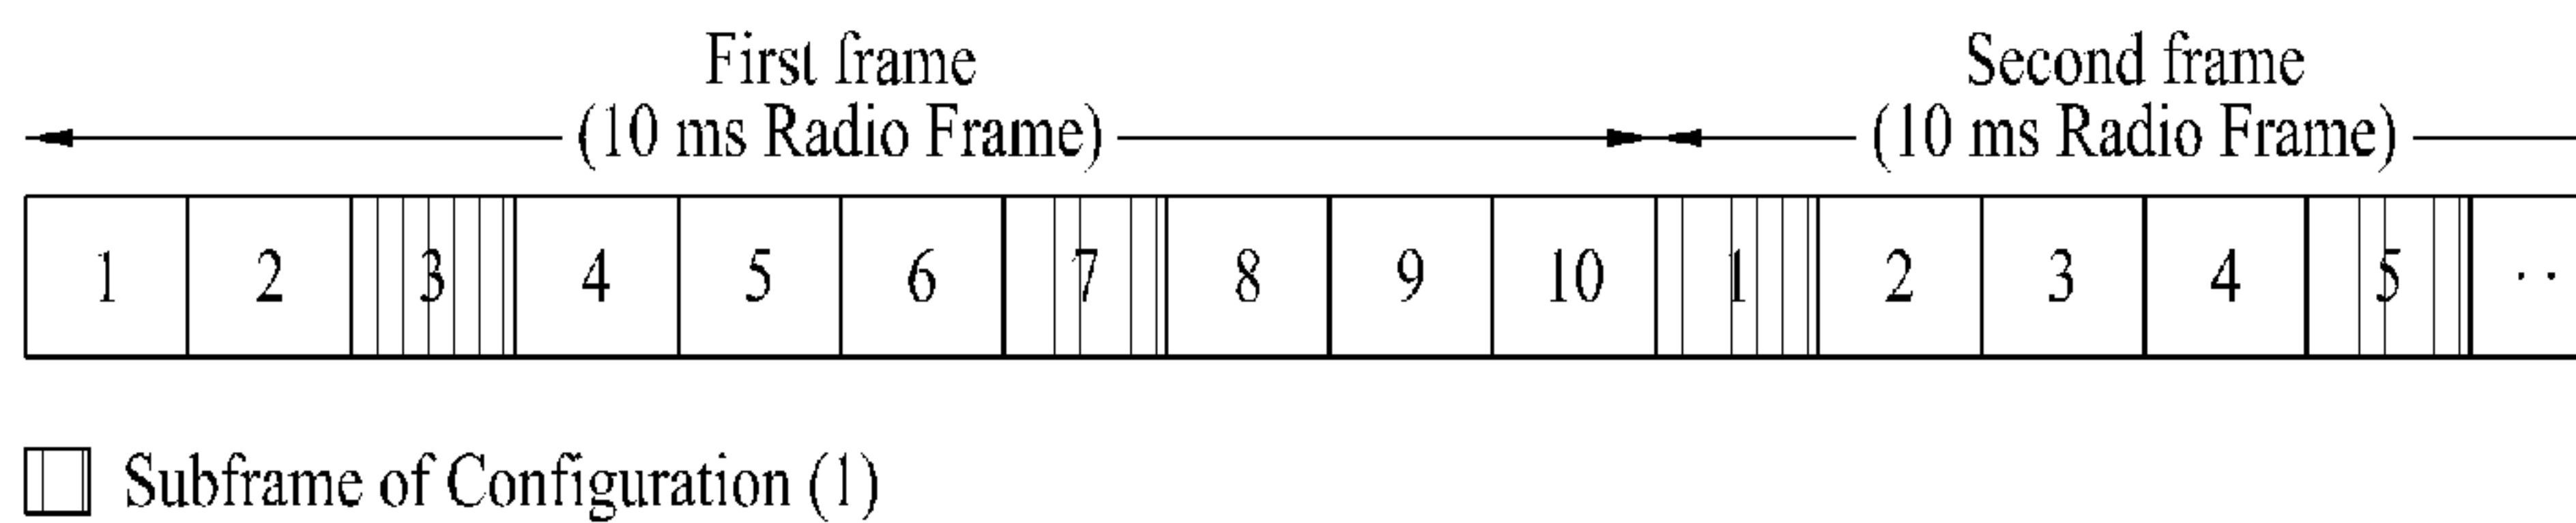 First frame
(10 ms Radio Frame)
Second frame
(10 ms Radio Frame)
1 2 3 4 5 6 7 8 9 10 1 2 3 4 5 ··
Subframe of Configuration (1)